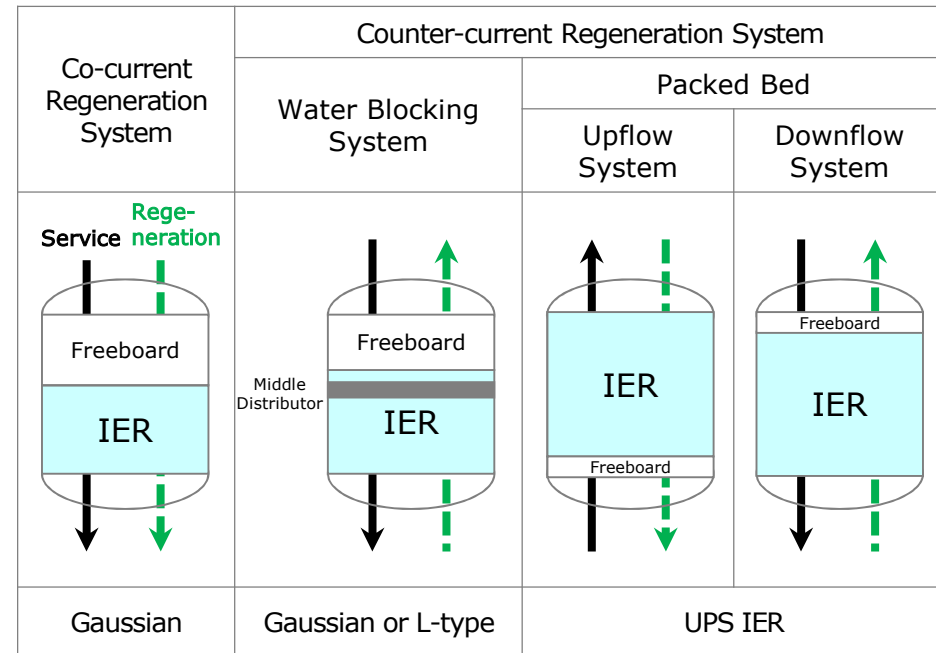 Co-current
Regeneration
System
Counter-current Regeneration System
Water Blocking
System
Packed Bed
Upflow
System
Downflow
System
Service
Rege-
neration
Freeboard
IER
Freeboard
Middle
Distributor
IER
IER
Freeboard
Freeboard
IER
Gaussian
Gaussian or L-type
UPS IER